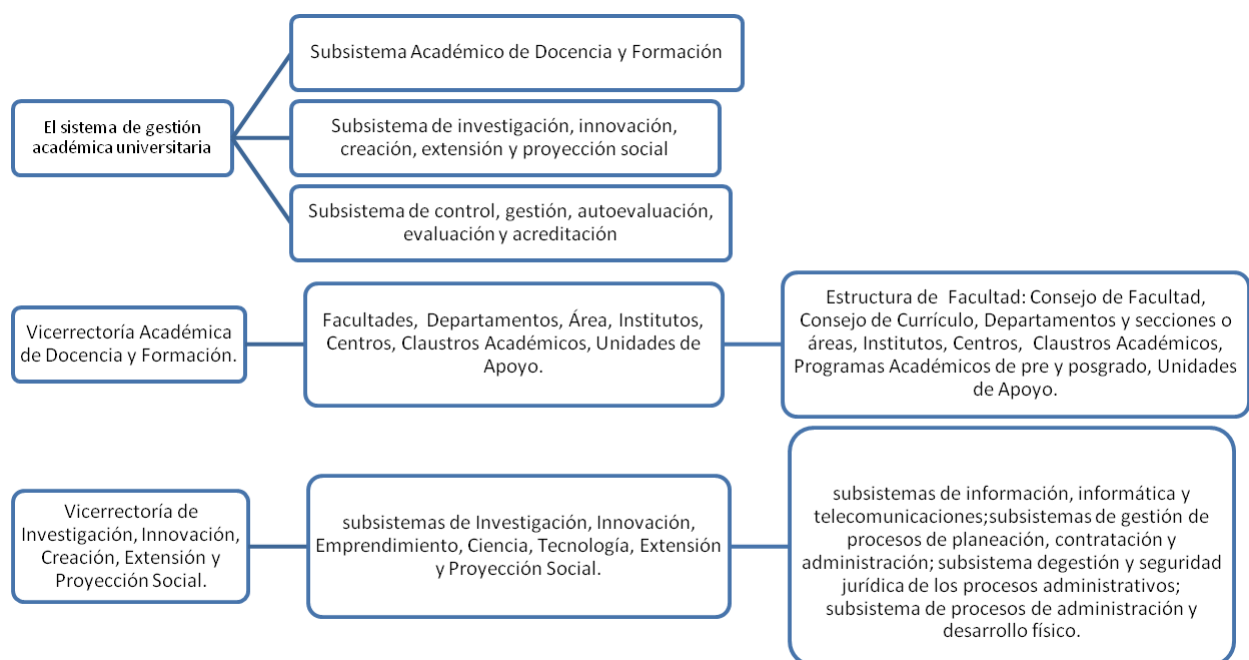 El sistema de gestión
académica universitaria
Subsistema Académico de Docencia y Formación
Subsistema de investigación, innovación,
creación, extensión y proyección social
Subsistema de control, gestión, autoevaluación,
evaluación y acreditación
Vicerrectoría Académica
de Docencia y Formación.
Facultades, Departamentos, Área, Institutos,
Centros, Claustros Académicos, Unidades de
Apoyo.
Estructura de Facultad: Consejo de Facultad,
Consejo de Currículo, Departamentos y secciones o
áreas, Institutos, Centros, Claustros Académicos,
Programas Académicos de pre y posgrado, Unidades
de Apoyo.
Vicerrectoría de
Investigación, Innovación,
Creación, Extensión y
Proyección Social.
subsistemas de Investigación, Innovación,
Emprendimiento, Ciencia, Tecnología, Extensión
y Proyección Social.
subsistemas de información, informática y
telecomunicaciones;subsistemas de gestión de
procesos de planeación, contratación y
administración; subsistema degestión y seguridad
jurídica de los procesos administrativos;
subsistema de procesos de administración y
desarrollo físico.